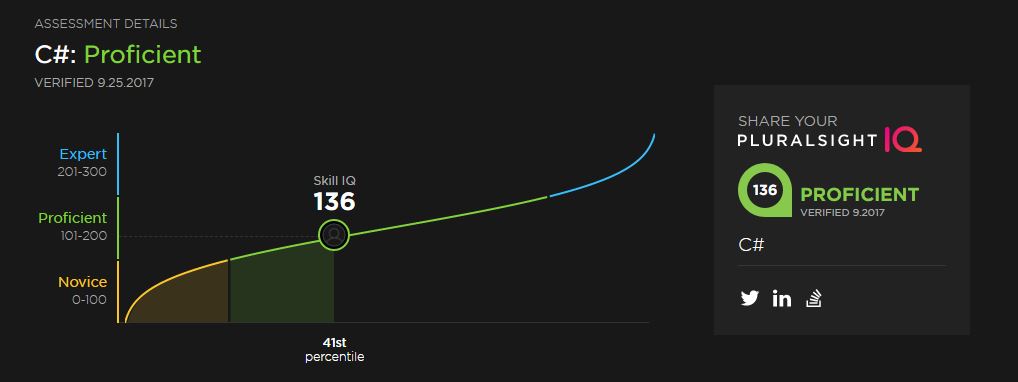 ASSESSMENT DETAILS
C#: Proficient
VERIFIED 9.25.2017
Expert
201-300
Proficient
101-200
Novice
0-100
Skill IQ
136
41st
percentile
SHARE YOUR
PLURALSIGHT IQ
136 PROFICIENT
VERIFIED 9.2017
C#